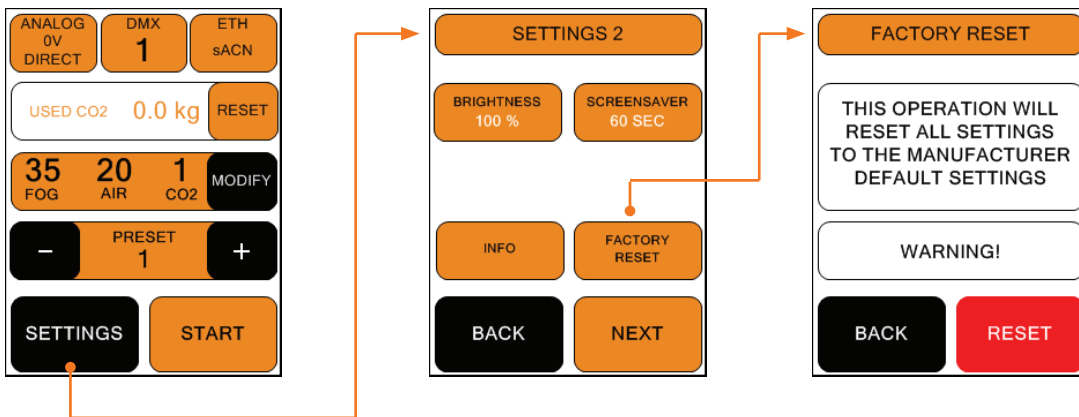 ANALOG
0V
DIRECT
DMX
1
ETH
sACN
USED CO2 0.0 kg
RESET
35 20 1
FOG AIR CO2
MODIFY
-
PRESET
1
+
SETTINGS
START
SETTINGS 2
BRIGHTNESS
100 %
SCREENSAVER
60 SEC
INFO
FACTORY
RESET
BACK
NEXT
FACTORY RESET
THIS OPERATION WILL
RESET ALL SETTINGS
TO THE MANUFACTURER
DEFAULT SETTINGS
WARNING!
BACK
RESET